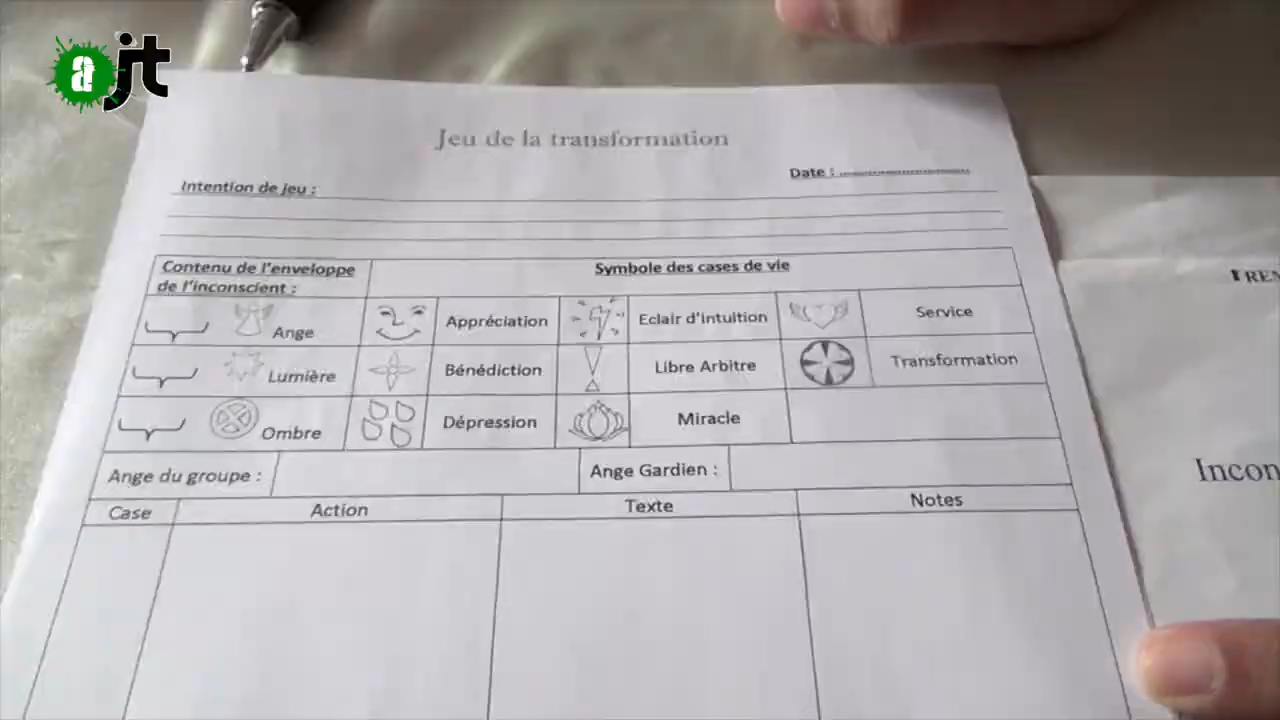 ajt
Jeu de la transformation
Date : ........................
Intention de jeu :
Contenu de l'enveloppe
de l'inconscient :
Symbole des cases de vie
Ange
Appréciation
Eclair d'intuition
Service
Lumière
Bénédiction
Libre Arbitre
Transformation
Ombre
Dépression
Miracle
Ange du groupe :
Ange Gardien :
Case
Action
Texte
Notes